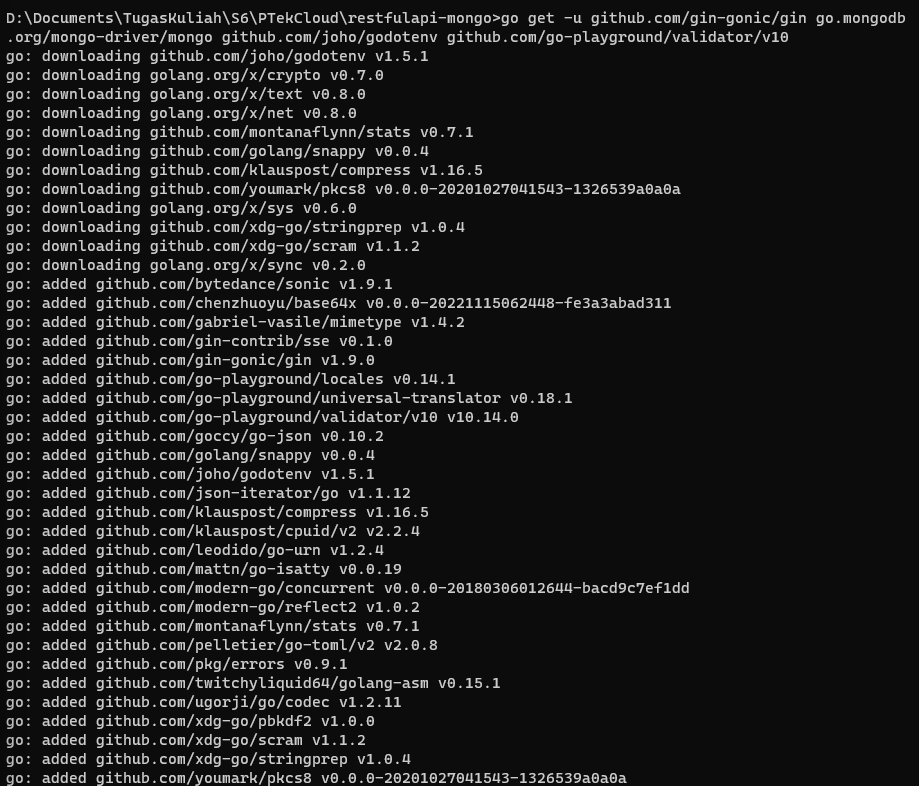 D:\Documents\TugasKuliah\S6\PTekCloud\restfulapi-mongo>go get -u github.com/gin-gonic/gin go.mongodb
.org/mongo-driver/mongo github.com/joho/godotenv github.com/go-playground/validator/v10
go: downloading github.com/joho/godotenv v1.5.1
go: downloading golang.org/x/crypto v0.7.0
go: downloading golang.org/x/text v0.8.0
go: downloading golang.org/x/net v0.8.0
go: downloading github.com/montanaflynn/stats v0.7.1
go: downloading github.com/golang/snappy v0.0.4
go: downloading github.com/klauspost/compress v1.16.5
go: downloading github.com/youmark/pkcs8 v0.0.0-20201027041543-1326539a0a0a
go: downloading golang.org/x/sys v0.6.0
go: downloading github.com/xdg-go/stringprep v1.0.4
go: downloading github.com/xdg-go/scram v1.1.2
go: downloading golang.org/x/sync v0.2.0
go: added github.com/bytedance/sonic v1.9.1
go: added github.com/chenzhuoyu/base64x v0.0.0-20221115062448-fe3a3abad311
go: added github.com/gabriel-vasile/mimetype v1.4.2
go: added github.com/gin-contrib/sse v0.1.0
go: added github.com/gin-gonic/gin v1.9.0
go: added github.com/go-playground/locales v0.14.1
go: added github.com/go-playground/universal-translator v0.18.1
go: added github.com/go-playground/validator/v10 v10.14.0
go: added github.com/goccy/go-json v0.10.2
go: added github.com/golang/snappy v0.0.4
go: added github.com/joho/godotenv v1.5.1
go: added github.com/json-iterator/go v1.1.12
go: added github.com/klauspost/compress v1.16.5
go: added github.com/klauspost/cpuid/v2 v2.2.4
go: added github.com/leodido/go-urn v1.2.4
go: added github.com/mattn/go-isatty v0.0.19
go: added github.com/modern-go/concurrent v0.0.0-20180306012644-bacd9c7ef1dd
go: added github.com/modern-go/reflect2 v1.0.2
go: added github.com/montanaflynn/stats v0.7.1
go: added github.com/pelletier/go-toml/v2 v2.0.8
go: added github.com/pkg/errors v0.9.1
go: added github.com/twitchyliquid64/golang-asm v0.15.1
go: added github.com/ugorji/go/codec v1.2.11
go: added github.com/xdg-go/pbkdf2 v1.0.0
go: added github.com/xdg-go/scram v1.1.2
go: added github.com/xdg-go/stringprep v1.0.4
go: added github.com/youmark/pkcs8 v0.0.0-20201027041543-1326539a0a0a